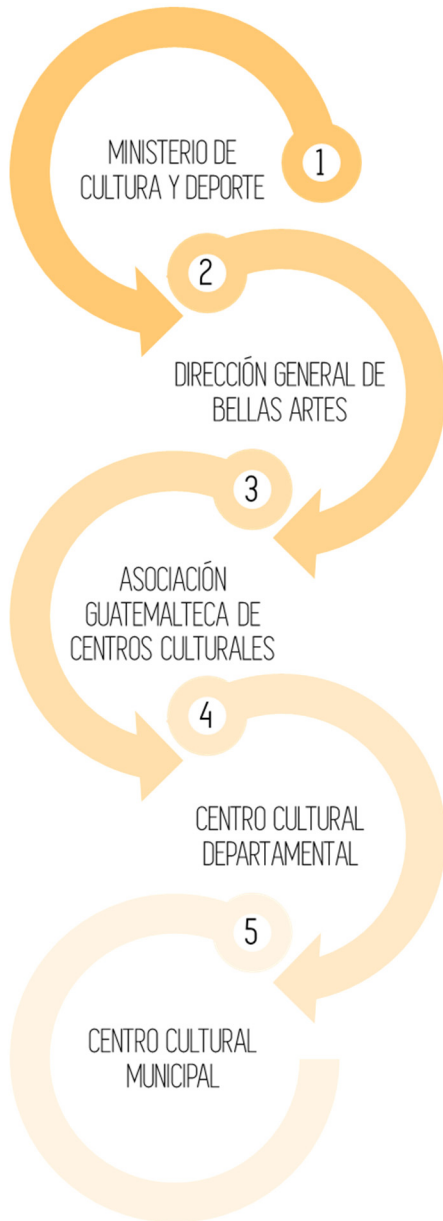 1
MINISTERIO DE
CULTURA Y DEPORTE
2
DIRECCIÓN GENERAL DE
BELLAS ARTES
3
ASOCIACIÓN
GUATEMALTECA DE
CENTROS CULTURALES
4
CENTRO CULTURAL
DEPARTAMENTAL
5
CENTRO CULTURAL
MUNICIPAL